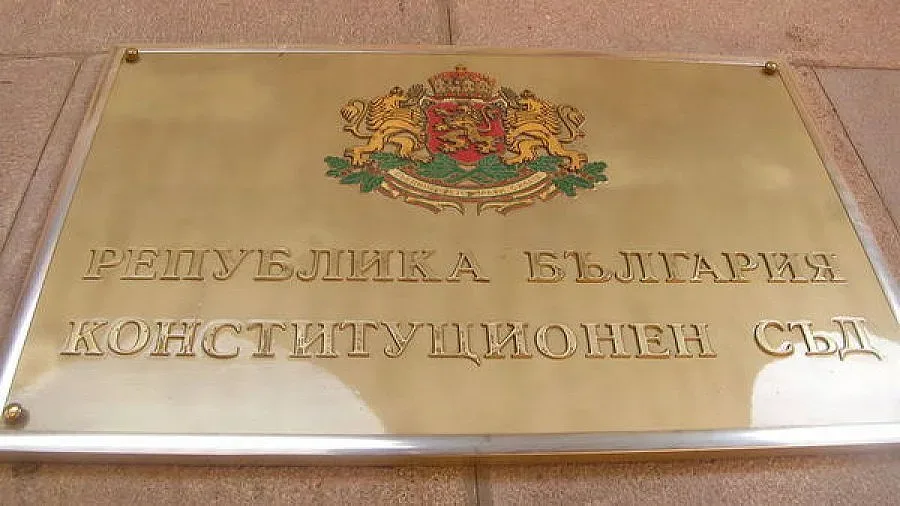 РЕПУБЛИКА БЪЛГАРИЯ
КОНСТИТУЦИОНЕН СЪД